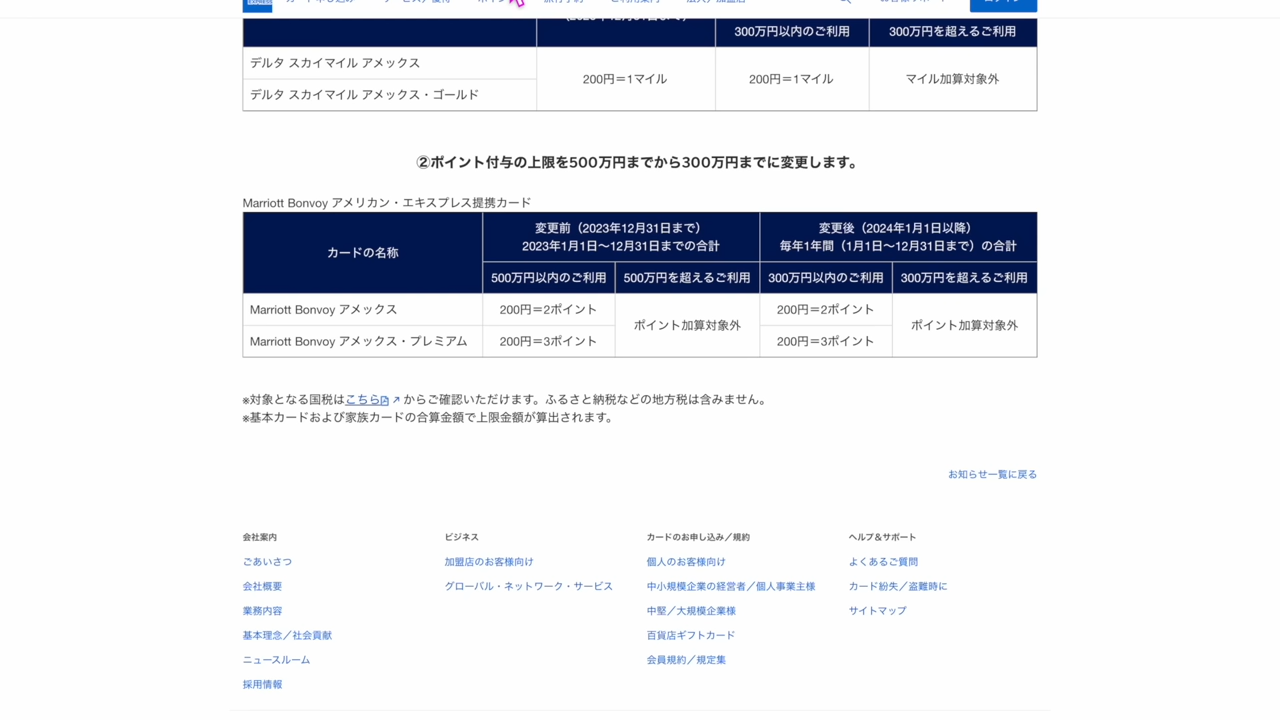 EXPRESS
300万円以内のご利用 300万円を超えるご利用
デルタ スカイマイル アメックス
200円＝1マイル 200円＝1マイル マイル加算対象外
デルタ スカイマイル アメックス・ゴールド
②ポイント付与の上限を500万円までから300万円までに変更します。
Marriott Bonvoy アメリカン・エキスプレス提携カード
カードの名称
変更前（2023年12月31日まで）
2023年1月1日〜12月31日までの合計
変更後（2024年1月1日以降）
毎年1年間（1月1日〜12月31日まで）の合計
500万円以内のご利用 500万円を超えるご利用 300万円以内のご利用 300万円を超えるご利用
Marriott Bonvoy アメックス 200円＝2ポイント 200円＝2ポイント
ポイント加算対象外 ポイント加算対象外
Marriott Bonvoy アメックス・プレミアム 200円＝3ポイント 200円＝3ポイント
※対象となる国税はこちら からご確認いただけます。ふるさと納税などの地方税は含みません。
※基本カードおよび家族カードの合算金額で上限金額が算出されます。
お知らせ一覧に戻る
会社案内
ごあいさつ
会社概要
業務内容
基本理念／社会貢献
ニュースルーム
採用情報
ビジネス
加盟店のお客様向け
グローバル・ネットワーク・サービス
カードのお申し込み／規約
個人のお客様向け
中小規模企業の経営者／個人事業主様
中堅／大規模企業様
百貨店ギフトカード
会員規約／規定集
ヘルプ＆サポート
よくあるご質問
カード紛失／盗難時に
サイトマップ